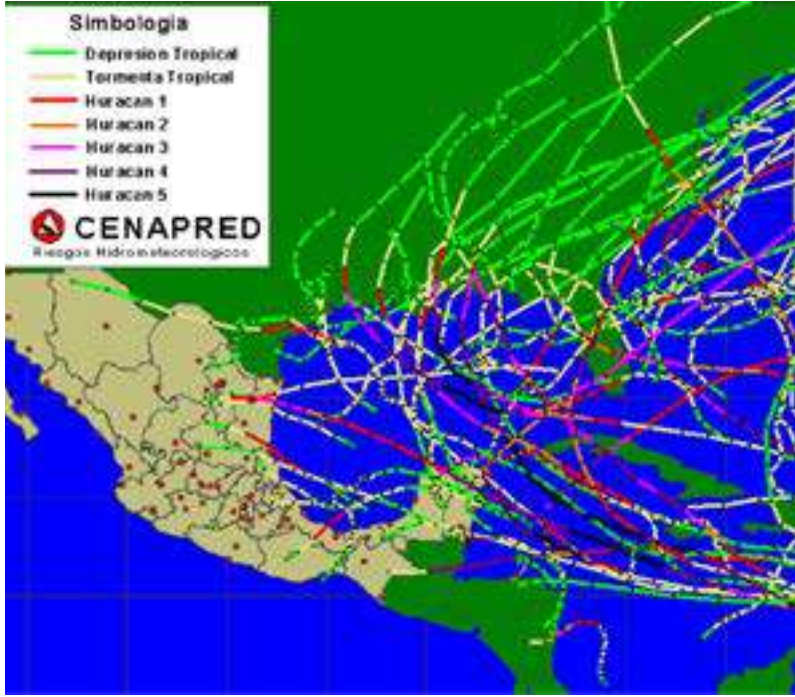 Simbologia
Depresion Tropical
Tormenta Tropical
Huracan 1
Huracan 2
Huracan 3
Huracan 4
Huracan 5
CENAPRED
Riesgos Hidrometeorologicos